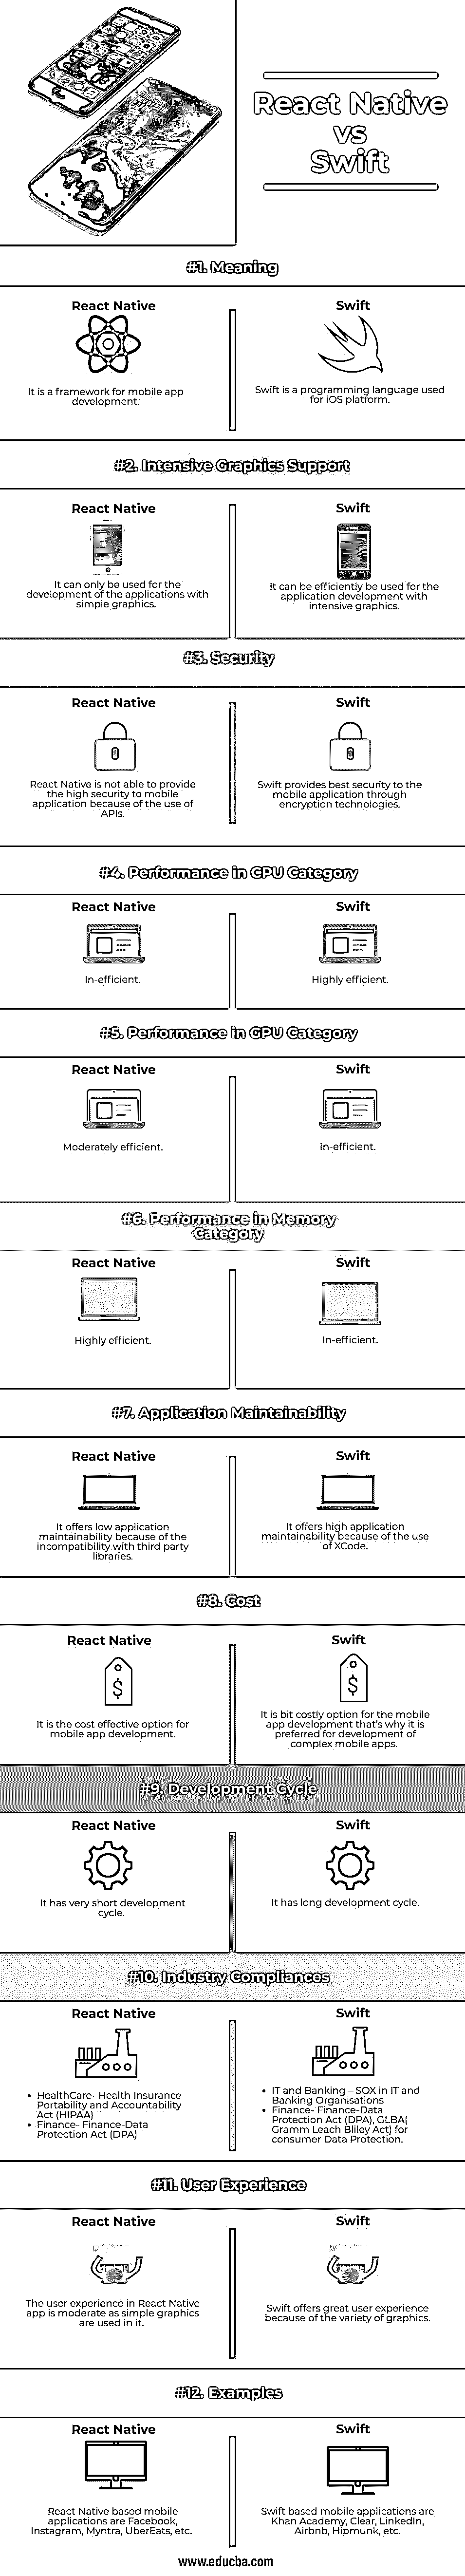 React Native
vs
Swift
#1. Meaning
React Native
It is a framework for mobile app
development.
Swift
Swift is a programming language used
for iOS platform.
#2. Intensive Graphics Support
React Native
It can only be used for the
development of the applications with
simple graphics.
Swift
It can be efficiently be used for the
application development with
intensive graphics.
#3. Security
React Native
React Native is not able to provide
the high security to mobile
application because of the use of
APIs.
Swift
Swift provides best security to the
mobile application through
encryption technologies.
#4. Performance in CPU Category
React Native
In-efficient.
Swift
Highly efficient.
#5. Performance in GPU Category
React Native
Moderately efficient.
Swift
In-efficient.
#6. Performance in Memory
Category
React Native
Highly efficient.
Swift
In-efficient.
#7. Application Maintainability
React Native
It offers low application
maintainability because of the
incompatibility with third party
libraries.
Swift
It offers high application
maintainability because of the use
of XCode.
#8. Cost
React Native
$
It is the cost effective option for
mobile app development.
Swift
$
It is bit costly option for the mobile
app development that's why it is
preferred for development of
complex mobile apps.
#9. Development Cycle
React Native
It has very short development
cycle.
Swift
It has long development cycle.
#10. Industry Compliances
React Native
• HealthCare- Health Insurance
Portability and Accountability
Act (HIPAA)
• Finance- Finance-Data
Protection Act (DPA)
Swift
• IT and Banking – SOX in IT and
Banking Organisations
• Finance- Finance-Data
Protection Act (DPA), GLBA(
Gramm Leach Bliley Act) for
consumer Data Protection.
#11. User Experience
React Native
The user experience in React Native
app is moderate as simple graphics
are used in it.
Swift
Swift offers great user experience
because of the variety of graphics.
#12. Examples
React Native
React Native based mobile
applications are Facebook,
Instagram, Myntra, UberEats, etc.
Swift
Swift based mobile applications are
Khan Academy, Clear, LinkedIn,
Airbnb, Hipmunk, etc.
www.educba.com